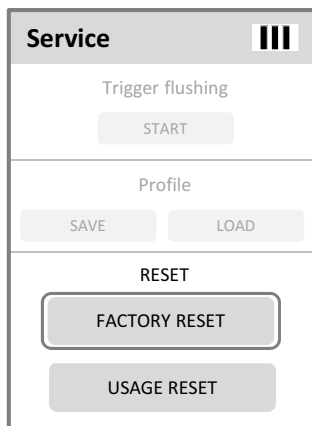 Service
Trigger flushing
START
Profile
SAVE LOAD
RESET
FACTORY RESET
USAGE RESET